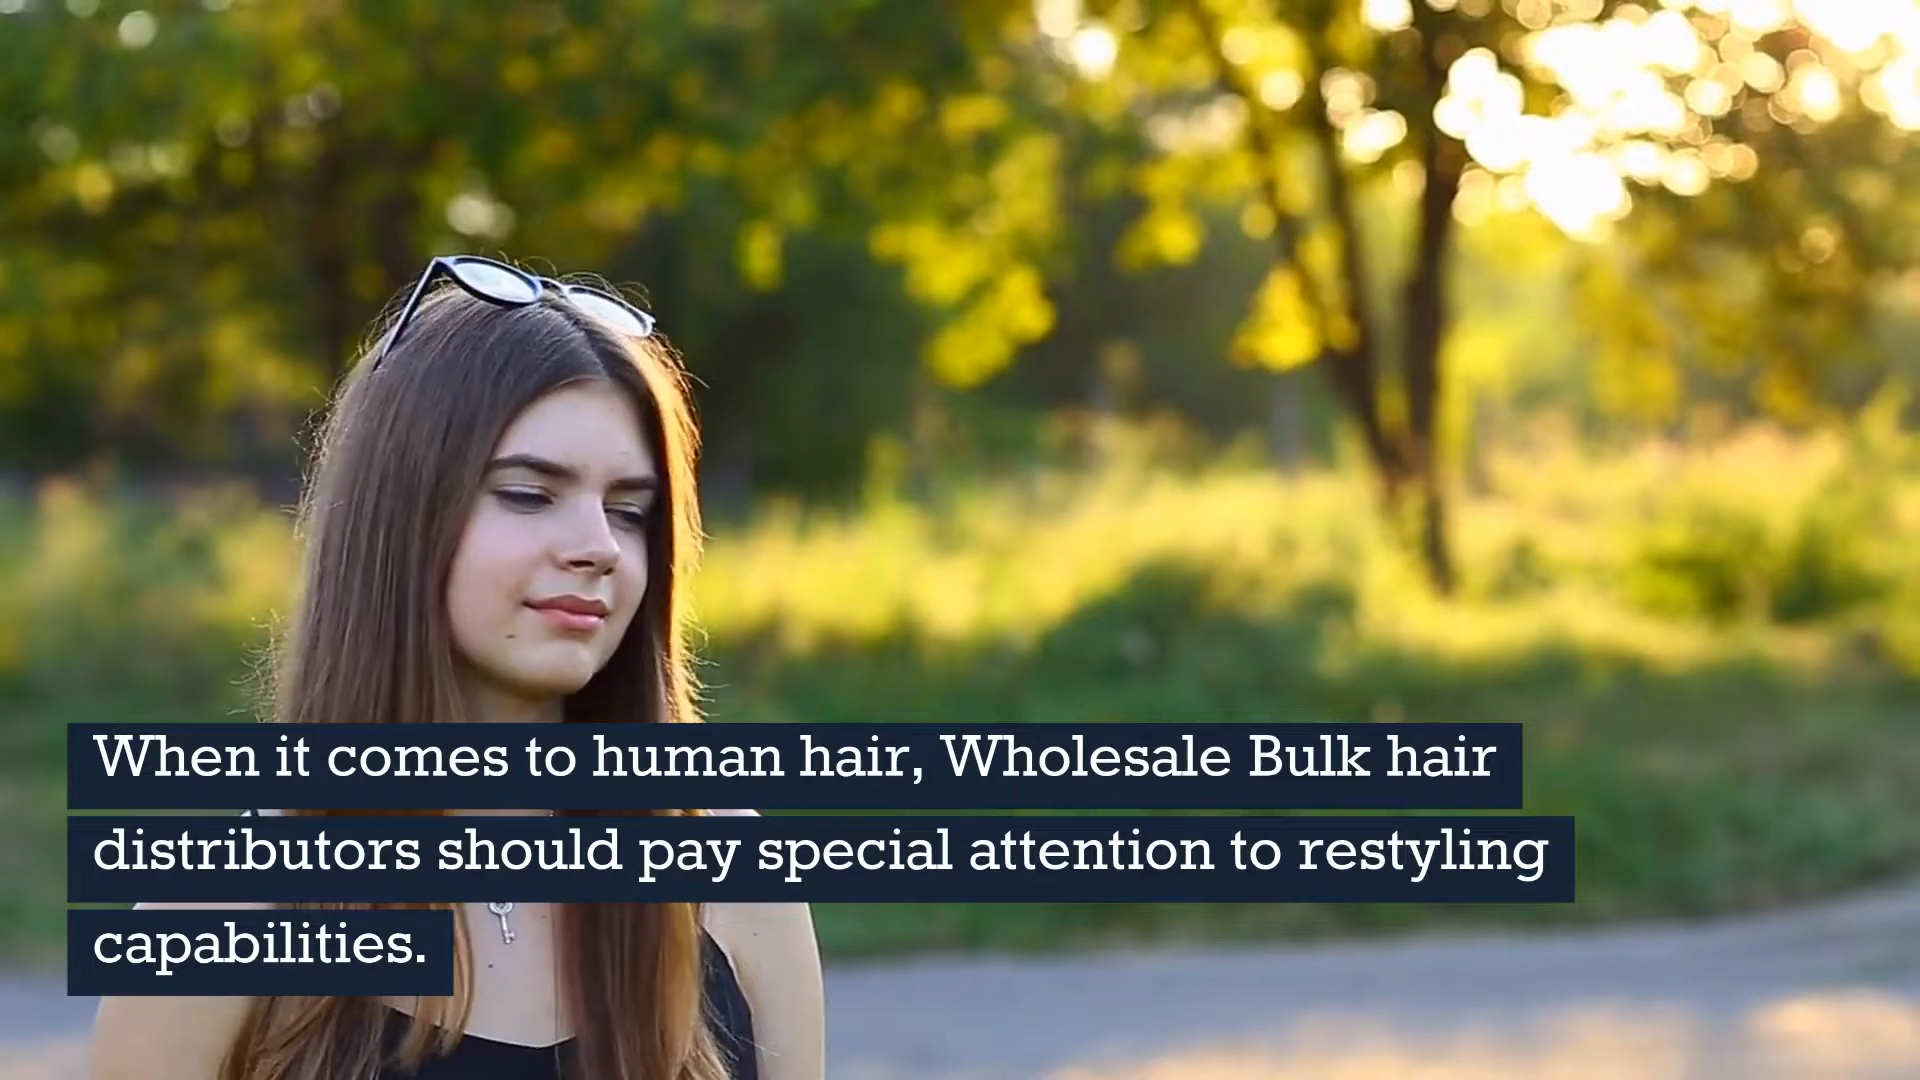 When it comes to human hair, Wholesale Bulk hair
distributors should pay special attention to restyling
capabilities.